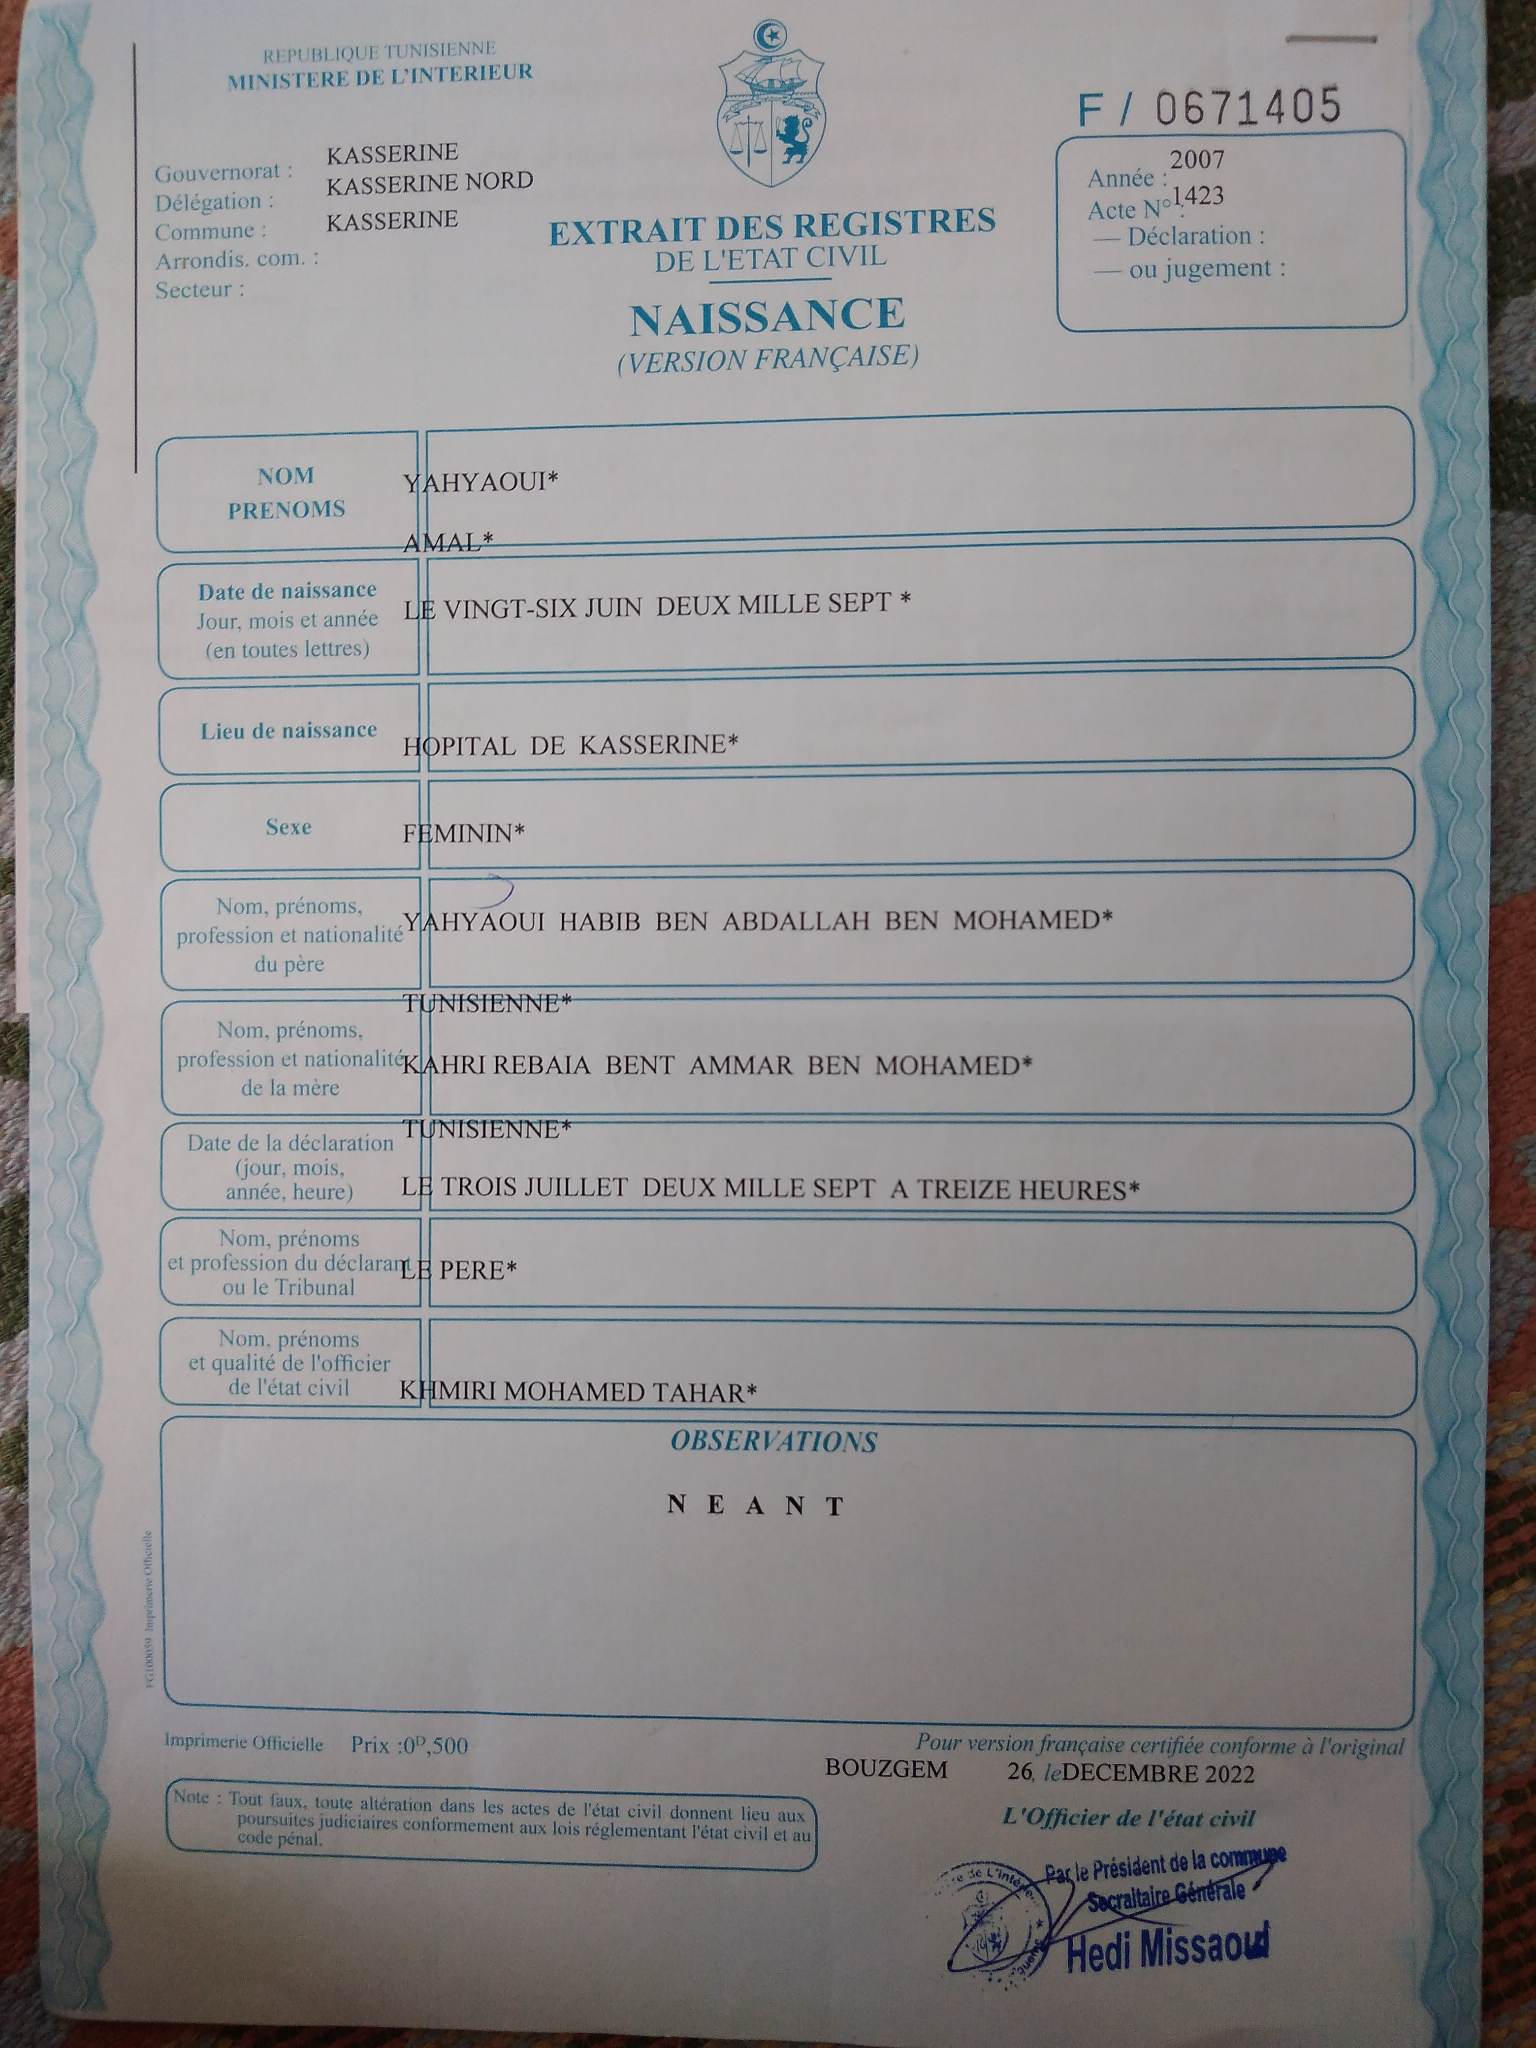 REPUBLIQUE TUNISIENNE
MINISTERE DE L'INTERIEUR
F / 0671405
Gouvernorat : KASSERINE
Délégation : KASSERINE NORD
Commune : KASSERINE
Arrondis. com. :
Secteur :
EXTRAIT DES REGISTRES
DE L'ETAT CIVIL
NAISSANCE
(VERSION FRANÇAISE)
Année : 2007
Acte N° : 1423
— Déclaration :
— ou jugement :
NOM
PRENOMS
YAHYAOUI*
AMAL*
Date de naissance
Jour, mois et année
(en toutes lettres)
LE VINGT-SIX JUIN DEUX MILLE SEPT *
Lieu de naissance
HOPITAL DE KASSERINE*
Sexe
FEMININ*
Nom, prénoms,
profession et nationalité
du père
YAHYAOUI HABIB BEN ABDALLAH BEN MOHAMED*
TUNISIENNE*
Nom, prénoms,
profession et nationalité
de la mère
KAHRI REBAIA BENT AMMAR BEN MOHAMED*
TUNISIENNE*
Date de la déclaration
(jour, mois,
année, heure)
LE TROIS JUILLET DEUX MILLE SEPT A TREIZE HEURES*
Nom, prénoms
et profession du déclarant
ou le Tribunal
LE PERE*
Nom, prénoms
et qualité de l'officier
de l'état civil
KHMIRI MOHAMED TAHAR*
OBSERVATIONS
N E A N T
FG100059 Imprimerie Officielle
Imprimerie Officielle Prix :0D,500
Pour version française certifiée conforme à l'original
BOUZGEM 26, le DECEMBRE 2022
Note : Tout faux, toute altération dans les actes de l'état civil donnent lieu aux
poursuites judiciaires conformement aux lois réglementant l'état civil et au
code pénal.
L'Officier de l'état civil
Par le Président de la commune
Secraitaire Générale
Hedi Missaoui